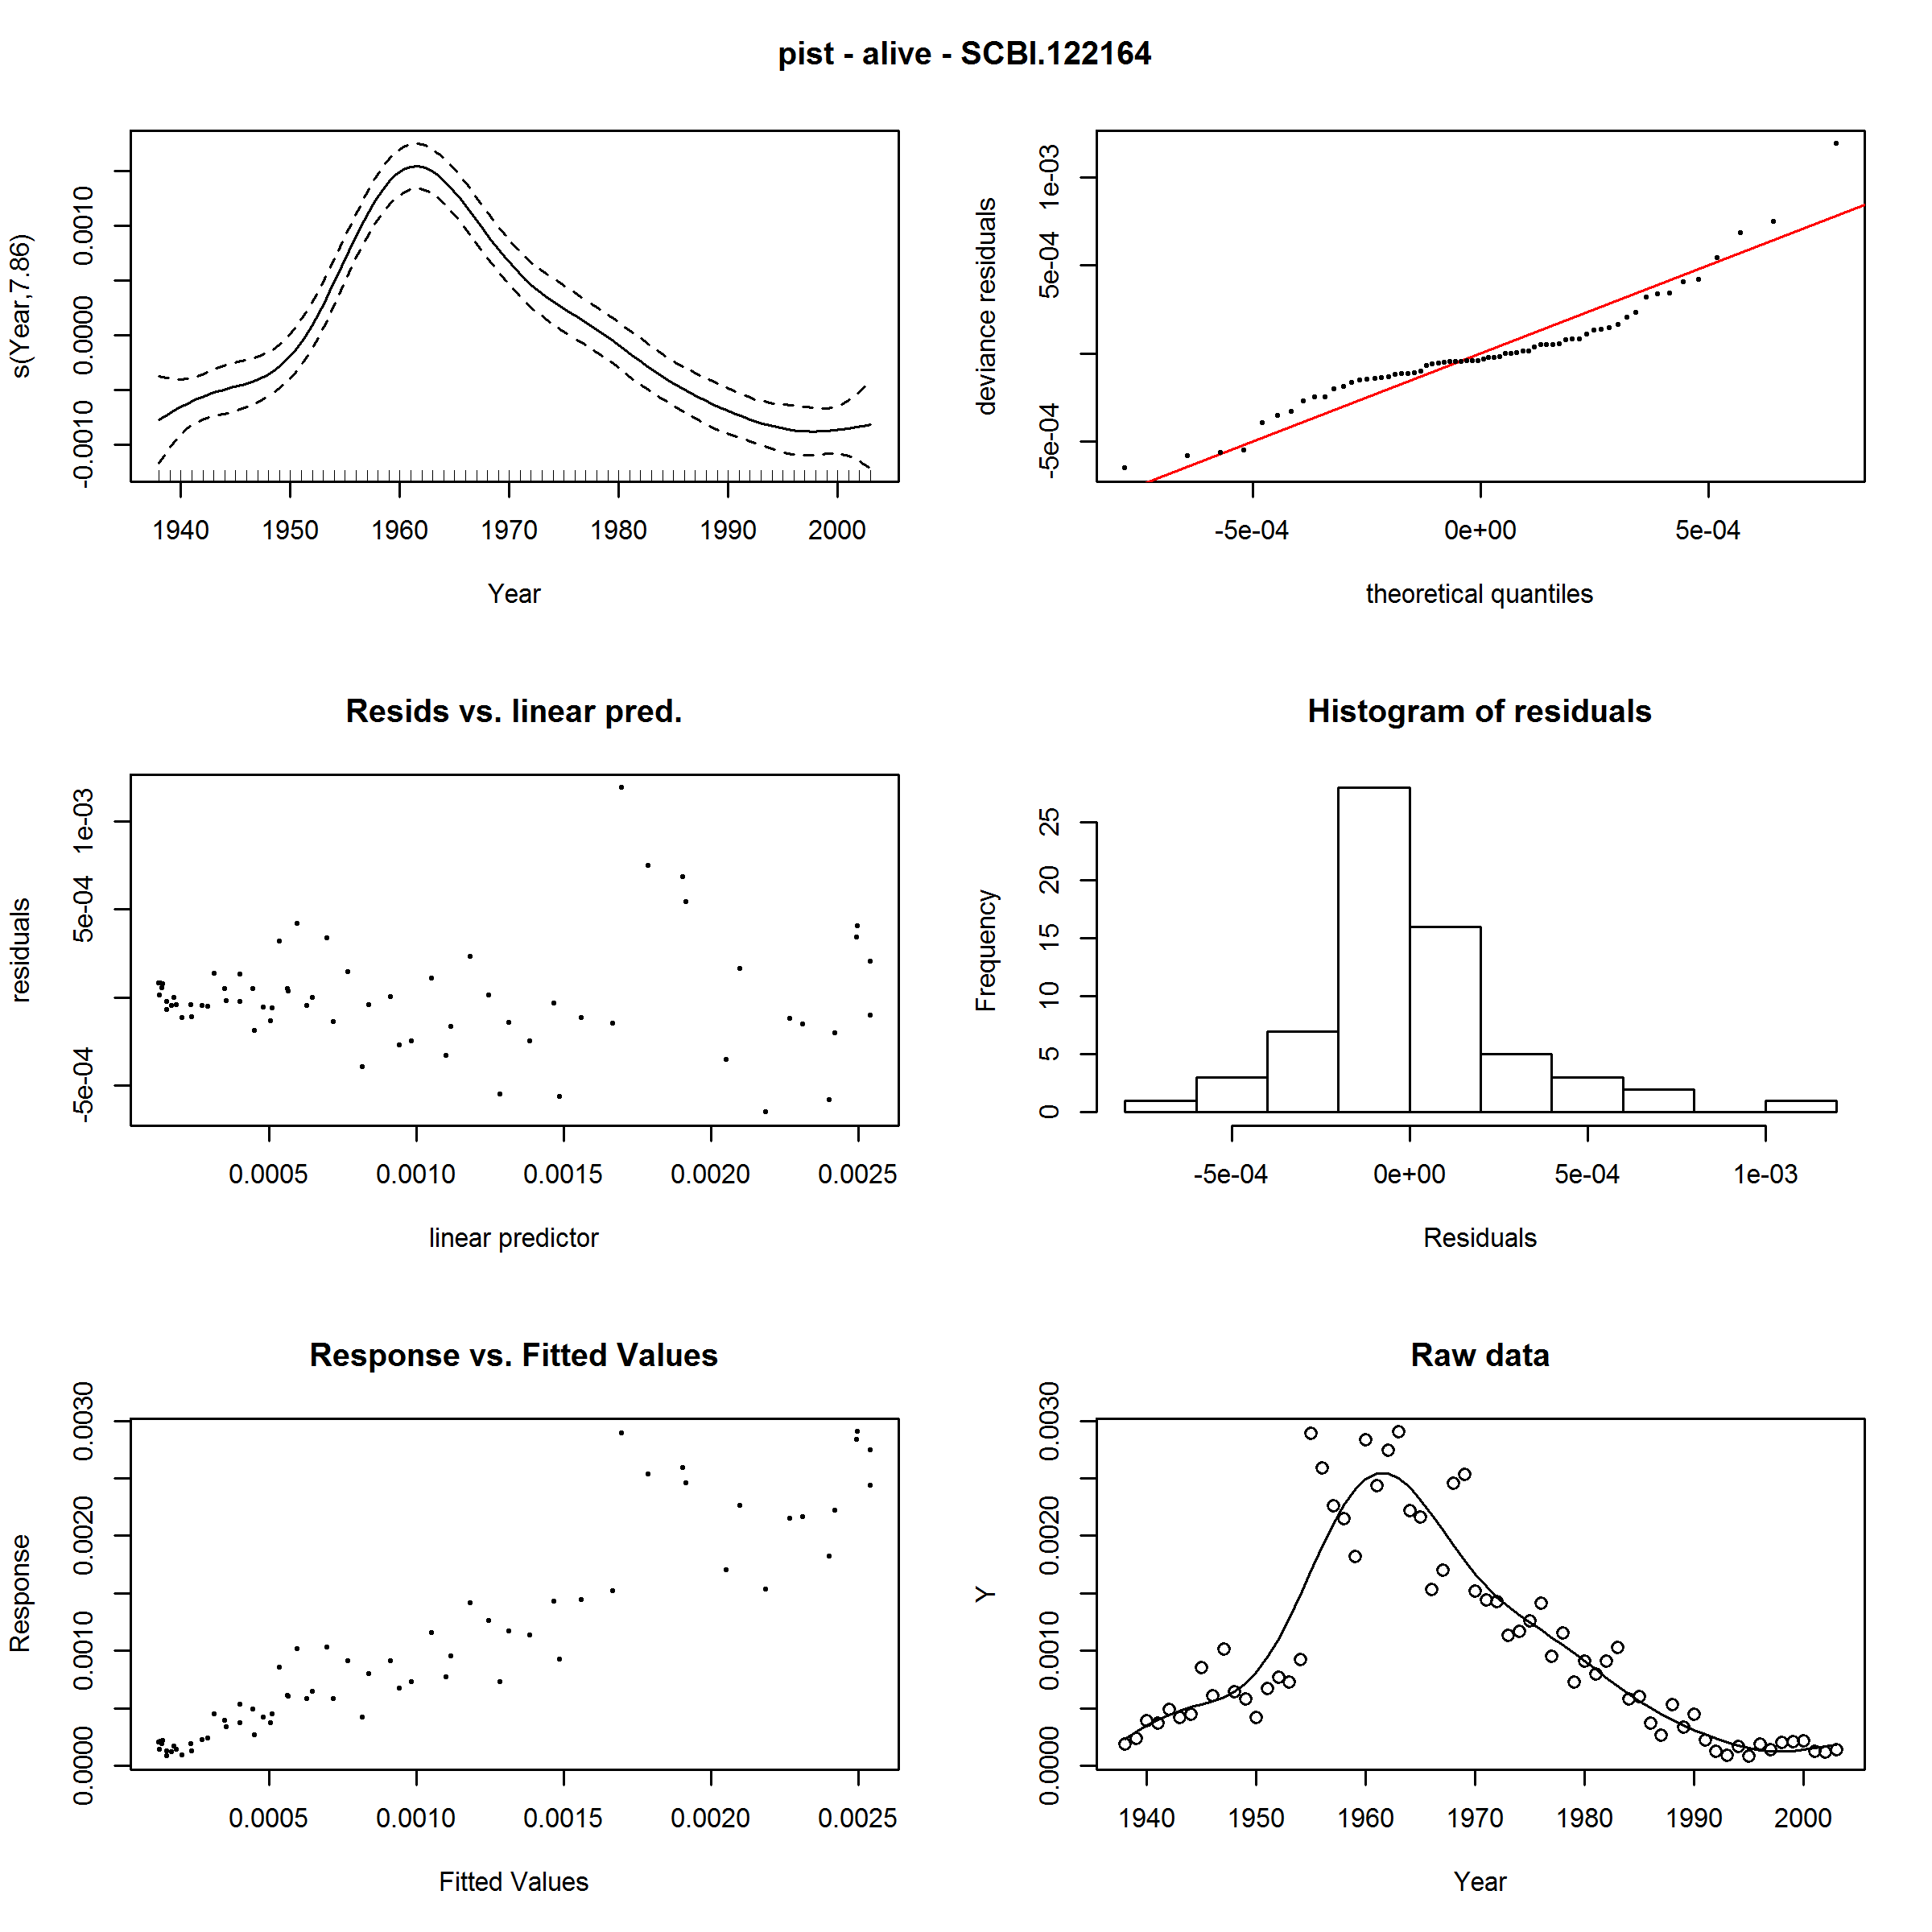 pist - alive - SCBI.122164
s(Year,7.86)
-0.0010 0.0000 0.0010
1940 1950 1960 1970 1980 1990 2000
Year
deviance residuals
-5e-04 5e-04 1e-03
-5e-04 0e+00 5e-04
theoretical quantiles
Resids vs. linear pred.
residuals
-5e-04 5e-04 1e-03
0.0005 0.0010 0.0015 0.0020 0.0025
linear predictor
Histogram of residuals
Frequency
0 5 10 15 20 25
-5e-04 0e+00 5e-04 1e-03
Residuals
Response vs. Fitted Values
Response
0.0000 0.0010 0.0020 0.0030
0.0005 0.0010 0.0015 0.0020 0.0025
Fitted Values
Raw data
Y
0.0000 0.0010 0.0020 0.0030
1940 1950 1960 1970 1980 1990 2000
Year